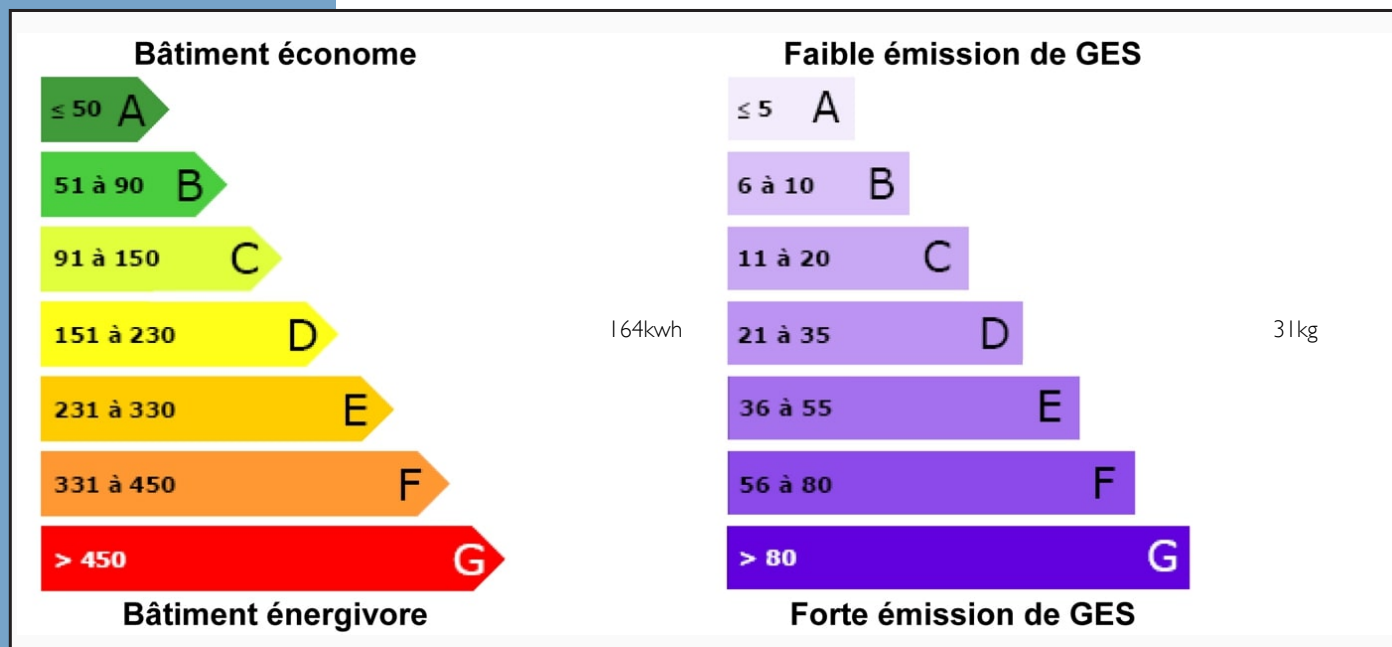 Bâtiment économe
≤ 50 A
51 à 90 B
91 à 150 C
151 à 230 D
164kwh
231 à 330 E
331 à 450 F
> 450 G
Bâtiment énergivore
Faible émission de GES
≤ 5 A
6 à 10 B
11 à 20 C
21 à 35 D
31kg
36 à 55 E
56 à 80 F
> 80 G
Forte émission de GES